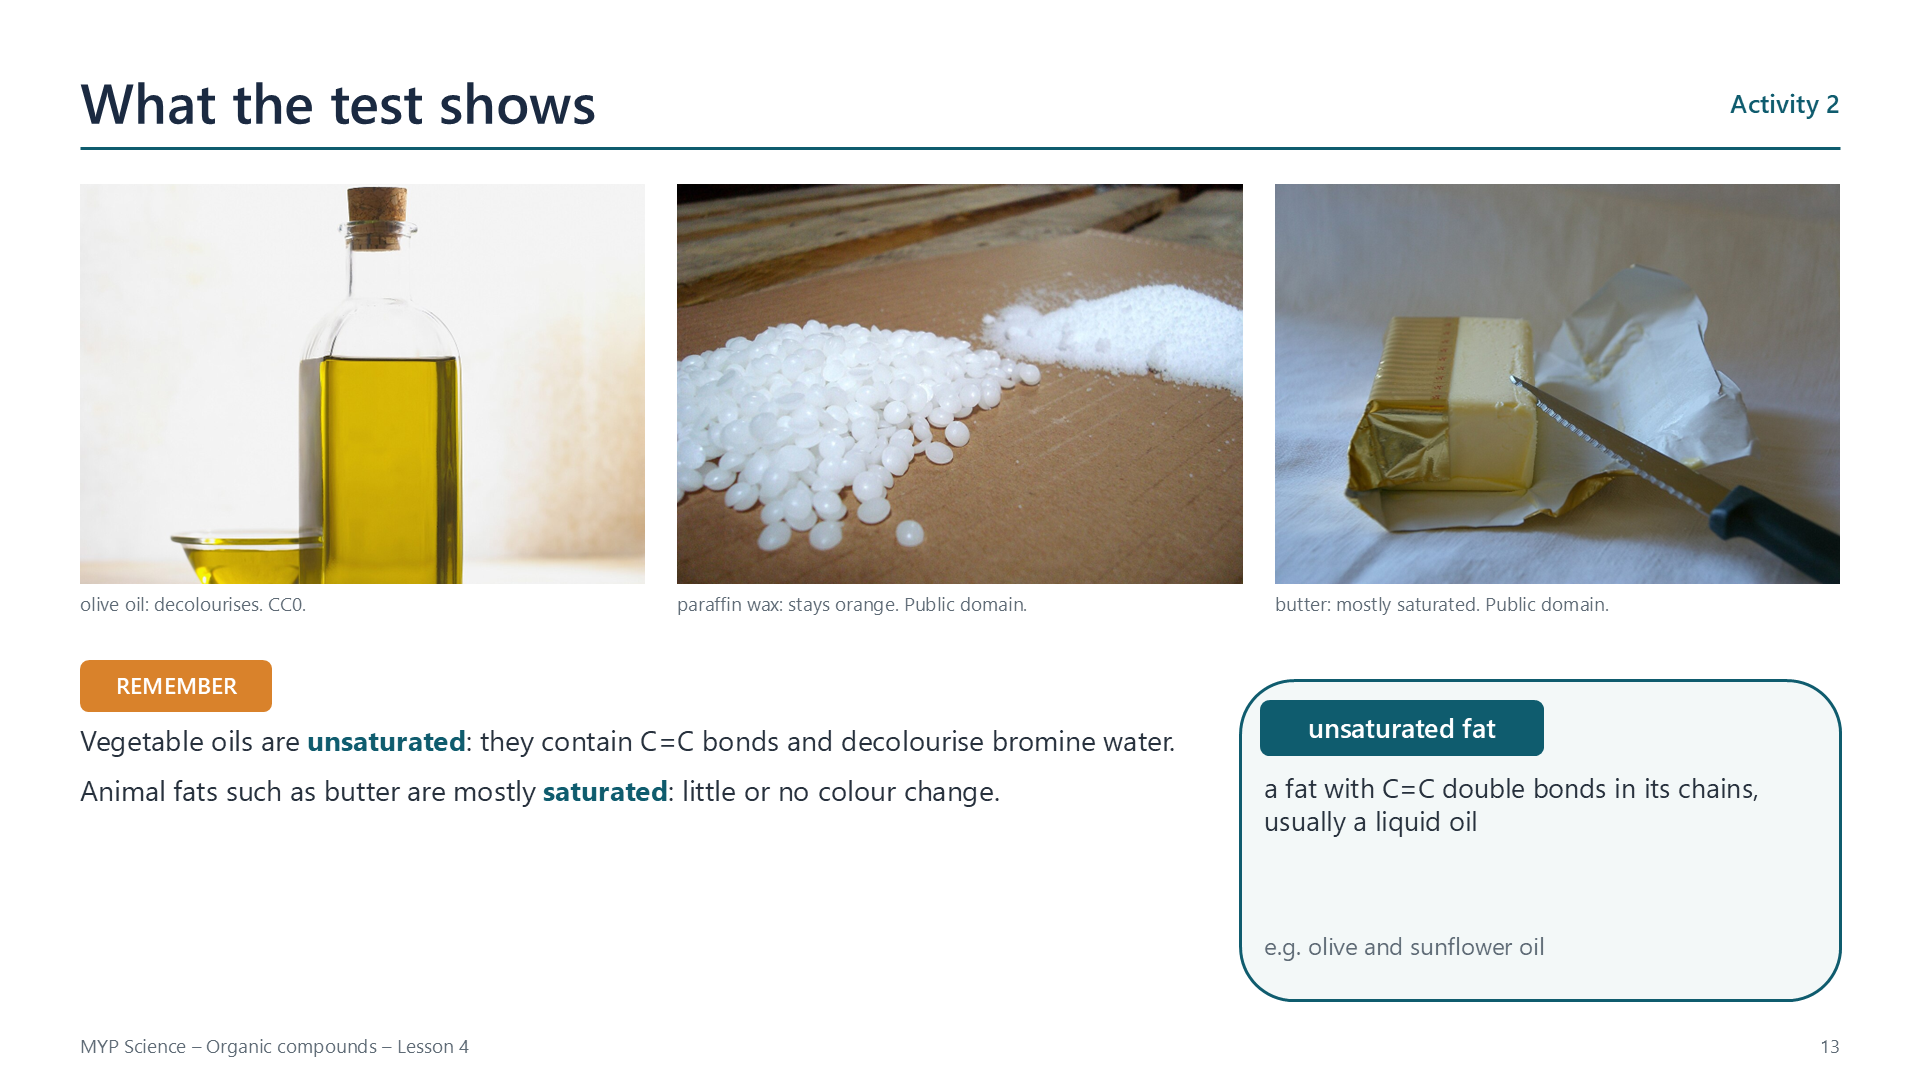 What the test shows
Activity 2
olive oil: decolourises. CC0.
paraffin wax: stays orange. Public domain.
butter: mostly saturated. Public domain.
REMEMBER
Vegetable oils are unsaturated: they contain C=C bonds and decolourise bromine water.
Animal fats such as butter are mostly saturated: little or no colour change.
unsaturated fat
a fat with C=C double bonds in its chains,
usually a liquid oil
e.g. olive and sunflower oil
MYP Science – Organic compounds – Lesson 4
13